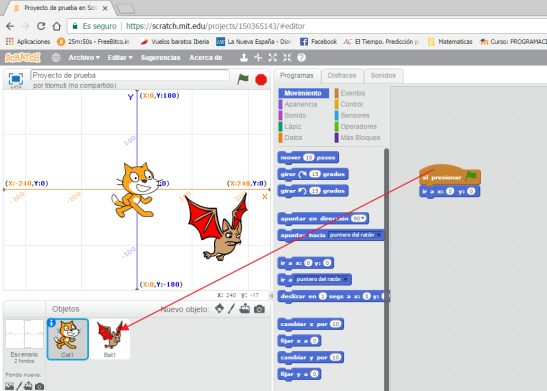 Proyecto de prueba en Scr
Es seguro | https://scratch.mit.edu/projects/150365143/#editor
Aplicaciones 25m:50s - FreeBitco.in Vuelos baratos Iberia La Nueva España - Diar Facebook El Tiempo. Predicción p Matematicas Curso: PROGRAMACI
SCRATCH Archivo Editar Sugerencias Acerca de
Proyecto de prueba
por titomuti (no compartido)
Y (X:0,Y:180)
100
(X:-240,Y:0) (X:240,Y:0)
-200 -100 X
-100
(X:0,Y:-180)
x: 240 y: -17
Objetos Nuevo objeto:
Escenario
2 fondos
Fondo nuevo:
Cat1 Bat1
Programas Disfraces Sonidos
Movimiento Eventos
Apariencia Control
Sonido Sensores
Lápiz Operadores
Datos Más Bloques
mover 10 pasos
girar 15 grados
girar 15 grados
apuntar en dirección 90
apuntar hacia puntero del ratón
ir a x: 0 y: 0
ir a puntero del ratón
deslizar en 1 segs a x: 0 y:
cambiar x por 10
fijar x a 0
cambiar y por 10
fijar y a 0
al presionar
ir a x: 0 y: 0